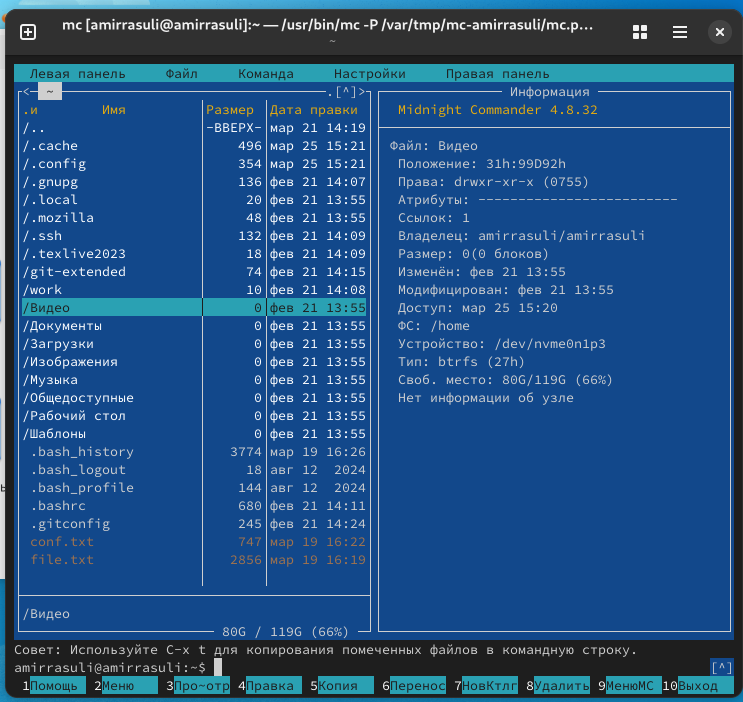 mc [amirrasuli@amirrasuli]:~ — /usr/bin/mc -P /var/tmp/mc-amirrasuli/mc.p…
~
Левая панель Файл Команда Настройки Правая панель
<─ ~ .[^]>
.и Имя Размер Дата правки
/.. -ВВЕРХ- мар 21 14:19
/.cache 496 мар 25 15:21
/.config 354 мар 25 15:21
/.gnupg 136 фев 21 14:07
/.local 20 фев 21 13:55
/.mozilla 48 фев 21 13:55
/.ssh 132 фев 21 14:09
/.texlive2023 18 фев 21 14:09
/git-extended 74 фев 21 14:15
/work 10 фев 21 14:08
/Видео 0 фев 21 13:55
/Документы 0 фев 21 13:55
/Загрузки 0 фев 21 13:55
/Изображения 0 фев 21 13:55
/Музыка 0 фев 21 13:55
/Общедоступные 0 фев 21 13:55
/Рабочий стол 0 фев 21 13:55
/Шаблоны 0 фев 21 13:55
.bash_history 3774 мар 19 16:26
.bash_logout 18 авг 12 2024
.bash_profile 144 авг 12 2024
.bashrc 680 фев 21 14:11
.gitconfig 245 фев 21 14:24
conf.txt 747 мар 19 16:22
file.txt 2856 мар 19 16:19
/Видео
80G / 119G (66%)
Информация
Midnight Commander 4.8.32
Файл: Видео
Положение: 31h:99D92h
Права: drwxr-xr-x (0755)
Атрибуты: -------------------------
Ссылок: 1
Владелец: amirrasuli/amirrasuli
Размер: 0(0 блоков)
Изменён: фев 21 13:55
Модифицирован: фев 21 13:55
Доступ: мар 25 15:20
ФС: /home
Устройство: /dev/nvme0n1p3
Тип: btrfs (27h)
Своб. место: 80G/119G (66%)
Нет информации об узле
Совет: Используйте C-x t для копирования помеченных файлов в командную строку.
amirrasuli@amirrasuli:~$ [^]
1Помощь 2Меню 3Про~отр 4Правка 5Копия 6Перенос 7НовКтлг 8Удалить 9МенюМС 10Выход